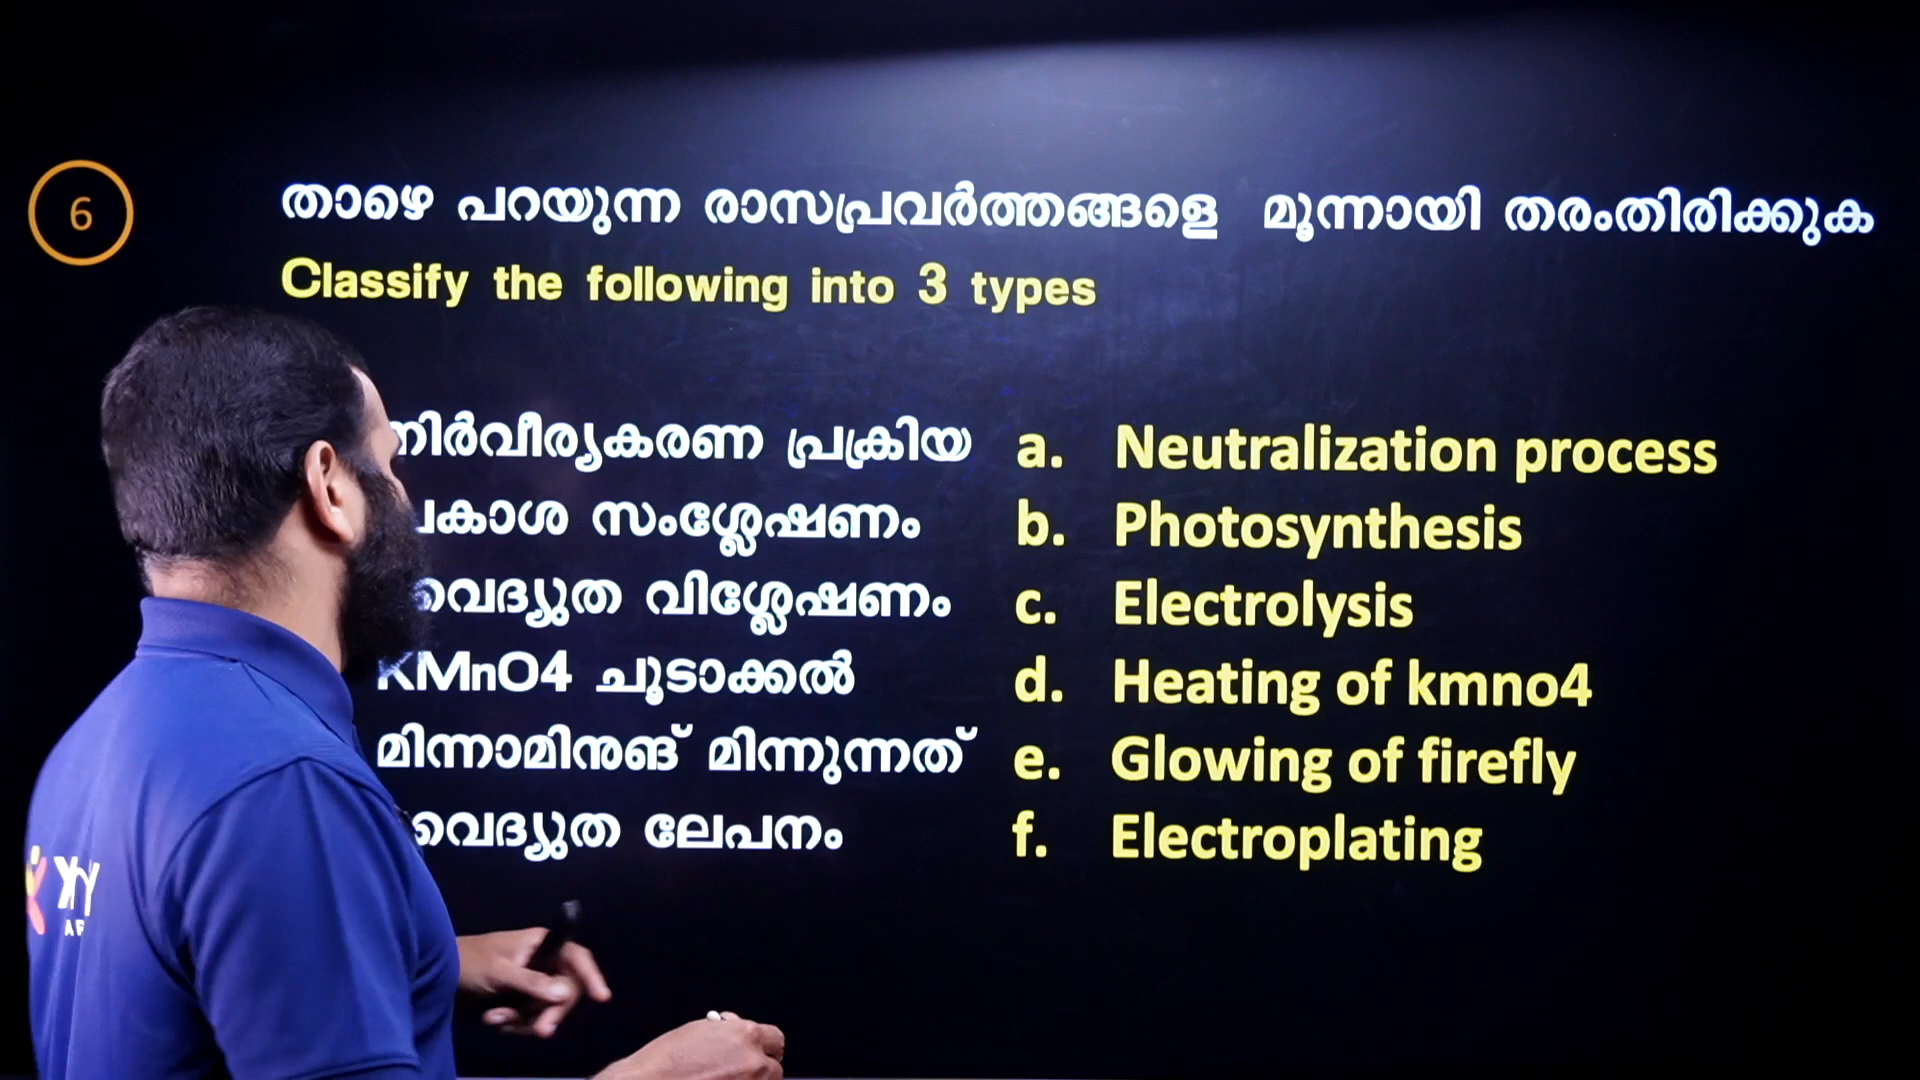 6
താഴെ പറയുന്ന രാസപ്രവർത്തങ്ങളെ മൂന്നായി തരംതിരിക്കുക
Classify the following into 3 types
നിർവീര്യകരണ പ്രക്രിയ a. Neutralization process
സംശ്ലേഷണം b. Photosynthesis
വൈദ്യുത വിശ്ലേഷണം c. Electrolysis
KMnO4 ചൂടാക്കൽ d. Heating of kmno4
മിന്നാമിനുങ് മിന്നുന്നത് e. Glowing of firefly
വൈദ്യുത ലേപനം f. Electroplating